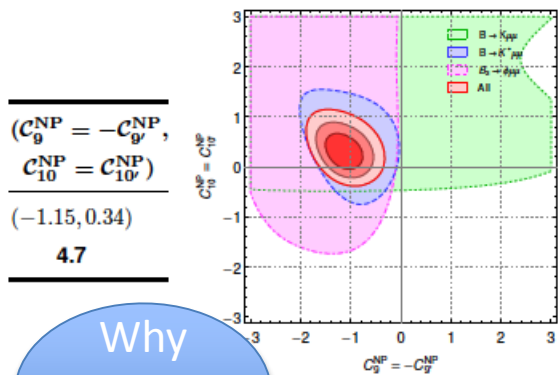 (C₉ᴺᴾ = −C₉′ᴺᴾ,
C₁₀ᴺᴾ = C₁₀′ᴺᴾ)
(−1.15, 0.34)
4.7
Why
C₁₀ᴺᴾ = C₁₀′ᴺᴾ
3
2
1
0
−1
−2
−3
B → Kμμ
B → K*μμ
Bₛ → ϕμμ
All
−3 −2 −1 0 1 2 3
C₉ᴺᴾ = −C₉′ᴺᴾ